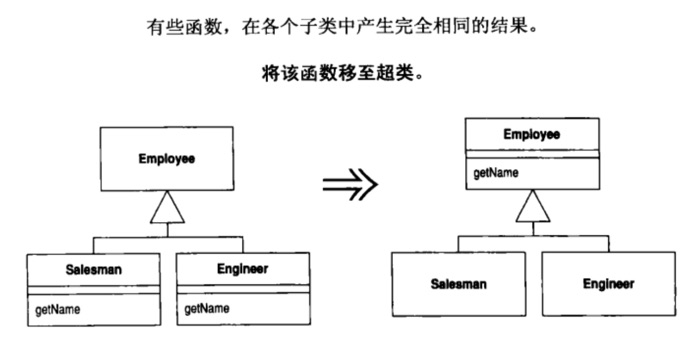 有些函数，在各个子类中产生完全相同的结果。
将该函数移至超类。
Employee
Salesman
getName
Engineer
getName
Employee
getName
Salesman
Engineer